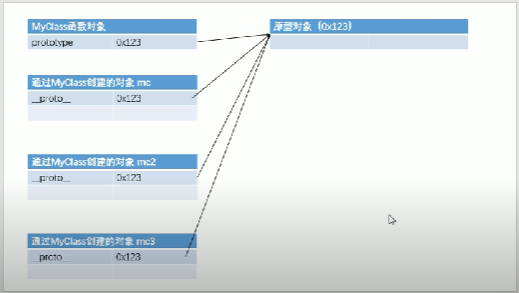 MyClass函数对象
prototype 0x123
原型对象（0x123）
通过MyClass创建的对象 mc
__proto__ 0x123
通过MyClass创建的对象 mc2
__proto__ 0x123
通过MyClass创建的对象 mc3
__proto__ 0x123